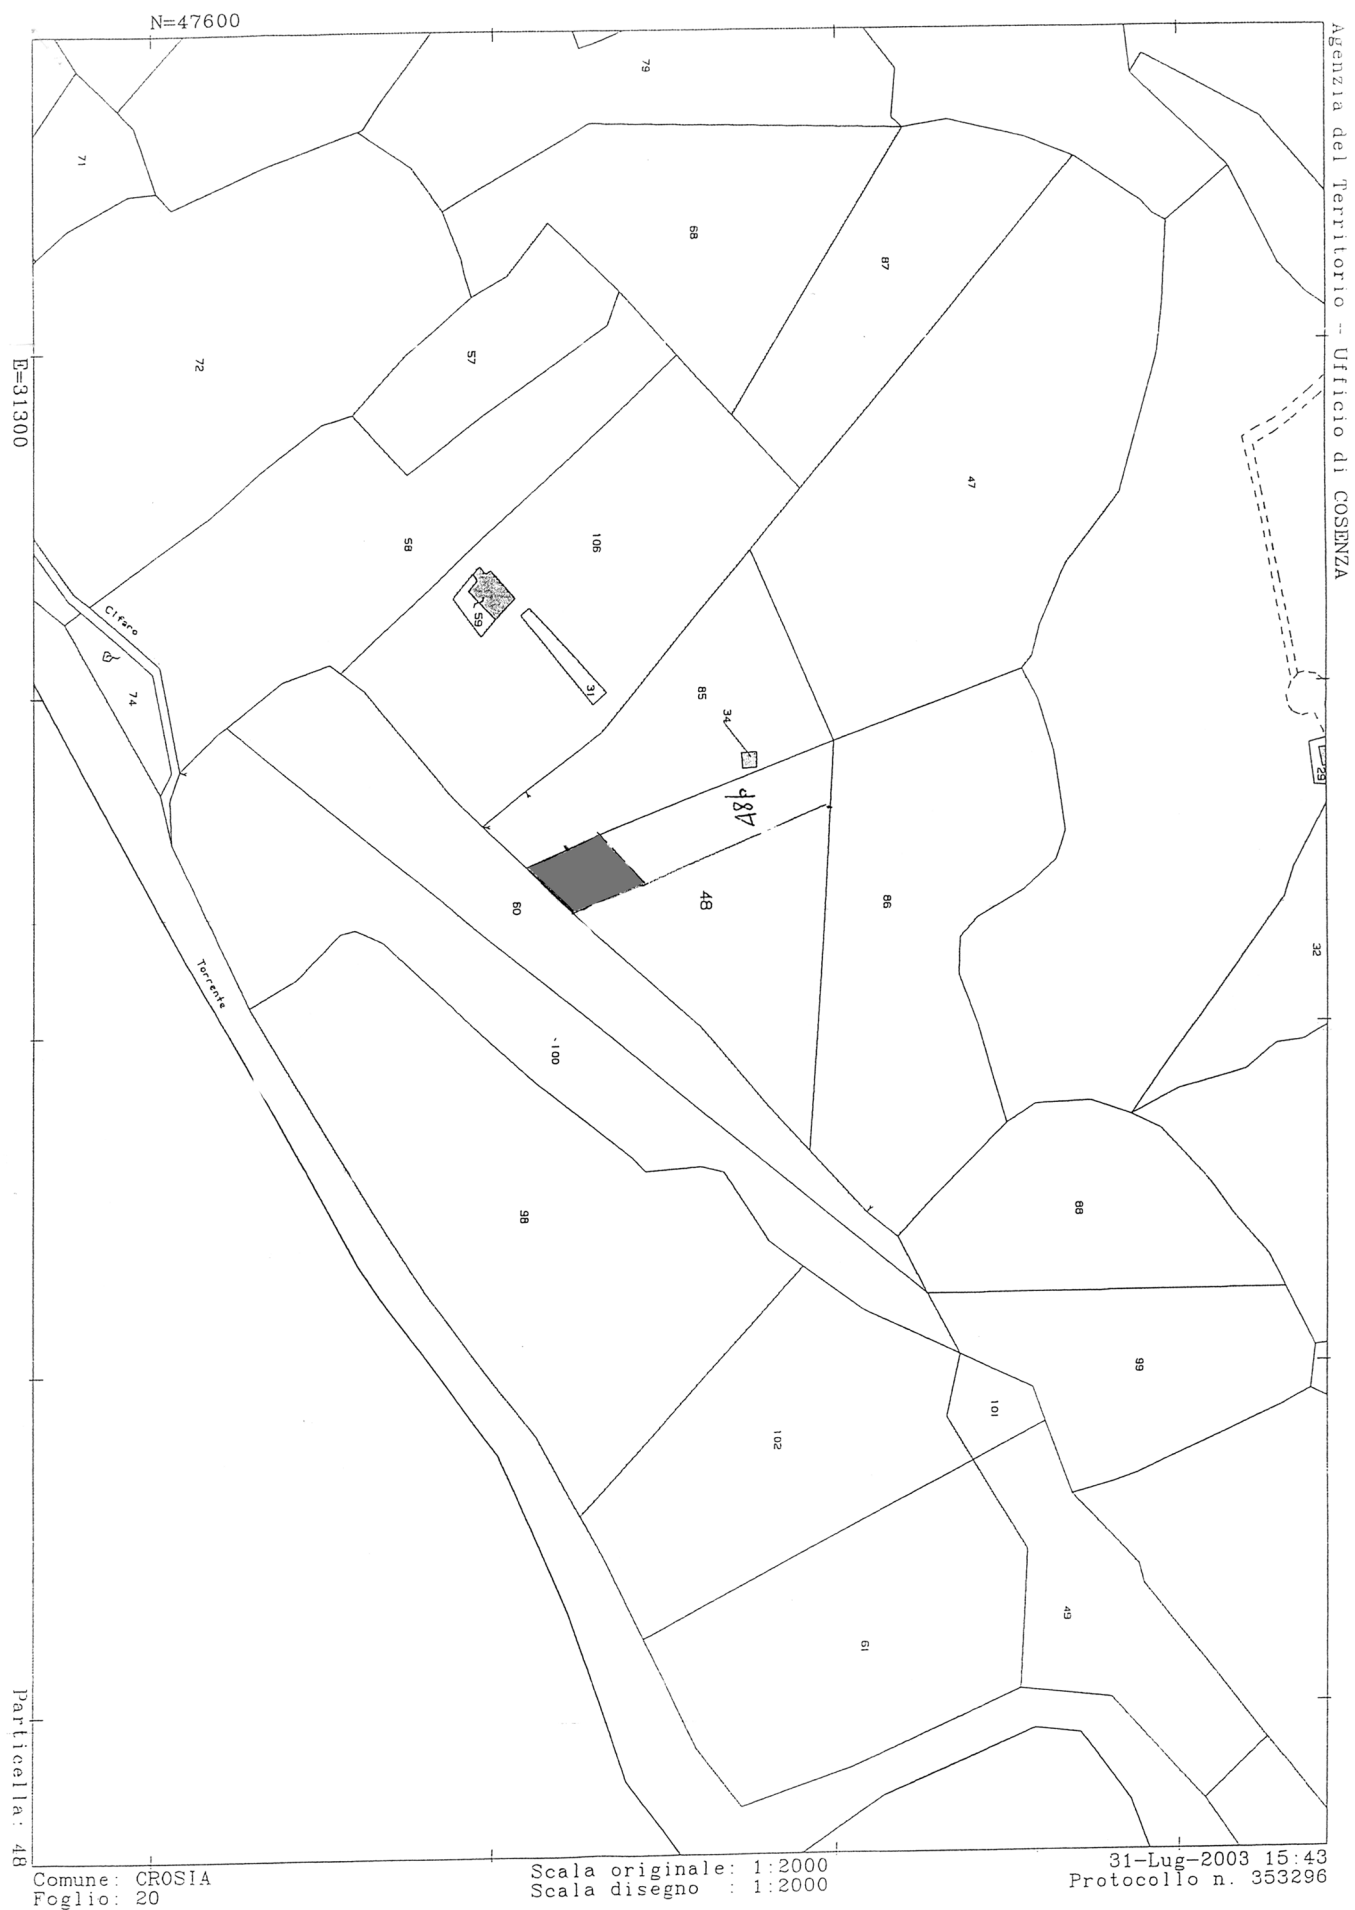 N=47600
Agenzia del Territorio -- Ufficio di COSENZA
79
71
68
87
72
57
E=31300
47
58
106
59
Cifaro
31
74
85
34
29
48p
60
48
86
32
Torrente
100
98
88
99
101
102
49
61
Particella: 48
Comune: CROSIA
Foglio: 20
Scala originale: 1:2000
Scala disegno : 1:2000
31-Lug-2003 15:43
Protocollo n. 353296